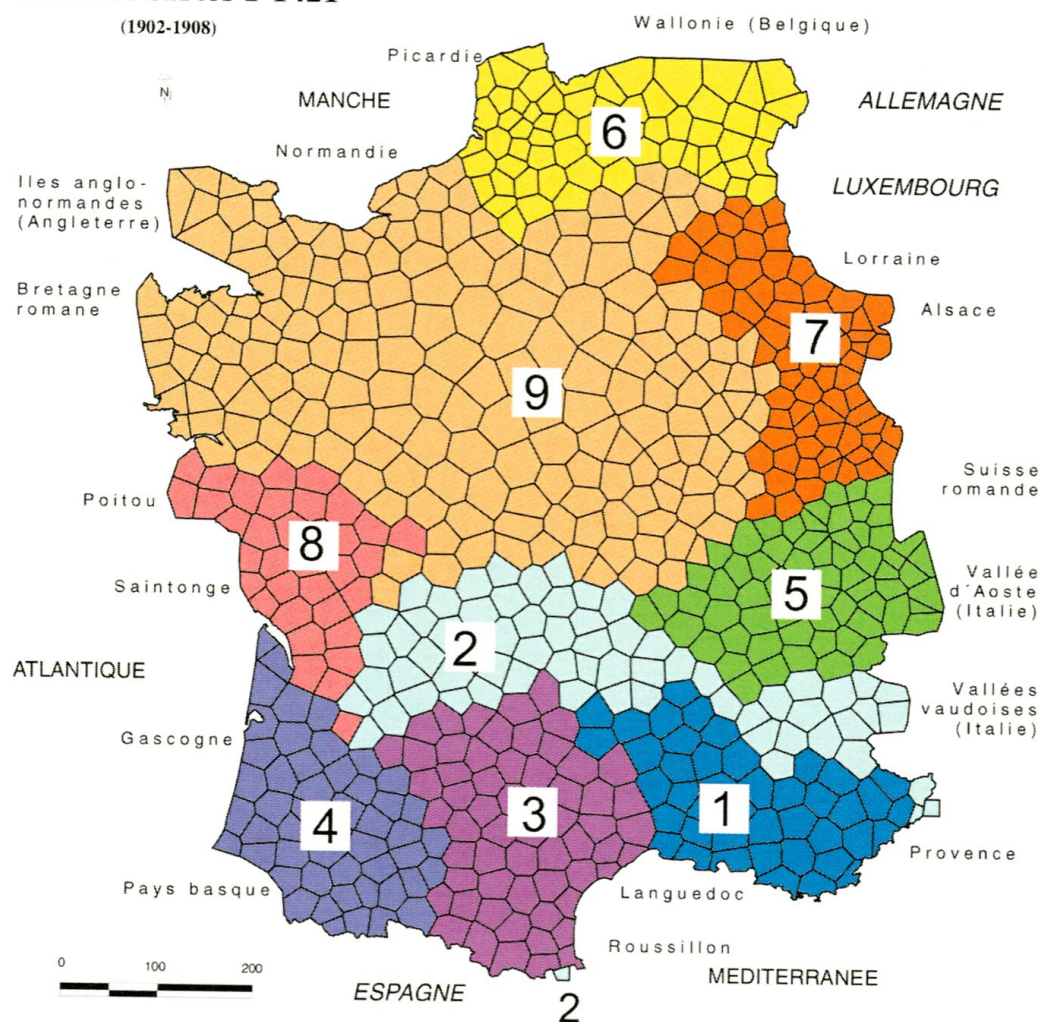 (1902-1908)
Wallonie (Belgique)
Picardie
N
MANCHE
ALLEMAGNE
6
Normandie
Iles anglo-
normandes
(Angleterre)
LUXEMBOURG
Lorraine
Bretagne
romane
Alsace
7
9
Suisse
romande
Poitou
8
Saintonge
Vallée
d'Aoste
(Italie)
5
2
ATLANTIQUE
Vallées
vaudoises
(Italie)
Gascogne
4
3
1
Provence
Pays basque
Languedoc
Roussillon
MEDITERRANEE
0 100 200
ESPAGNE
2